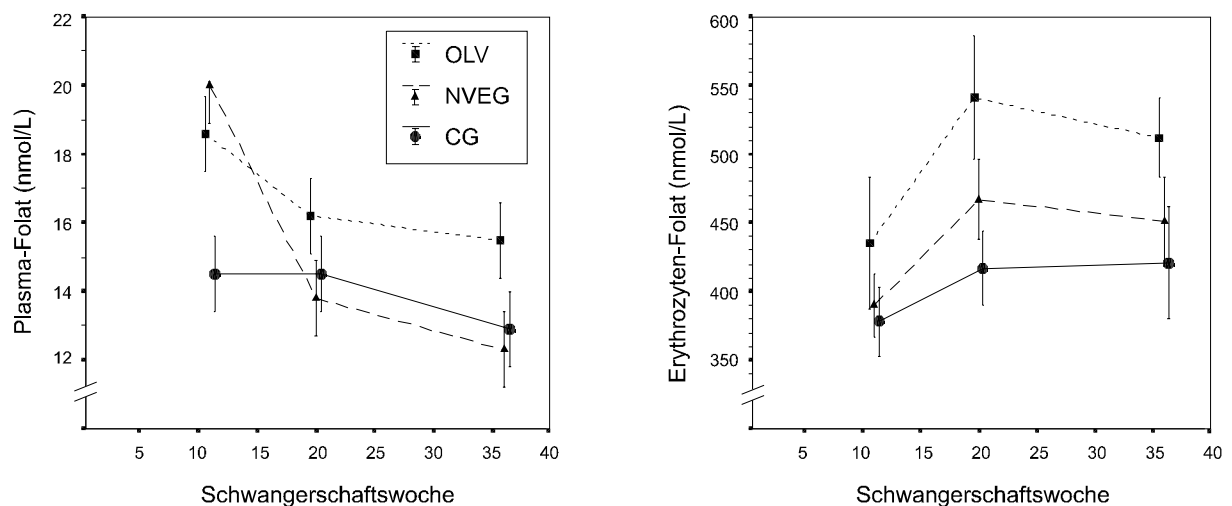 Plasma-Folat (nmol/L)
22
20
18
16
14
12
5 10 15 20 25 30 35 40
Schwangerschaftswoche
OLV
NVEG
CG
Erythrozyten-Folat (nmol/L)
600
550
500
450
400
350
5 10 15 20 25 30 35 40
Schwangerschaftswoche